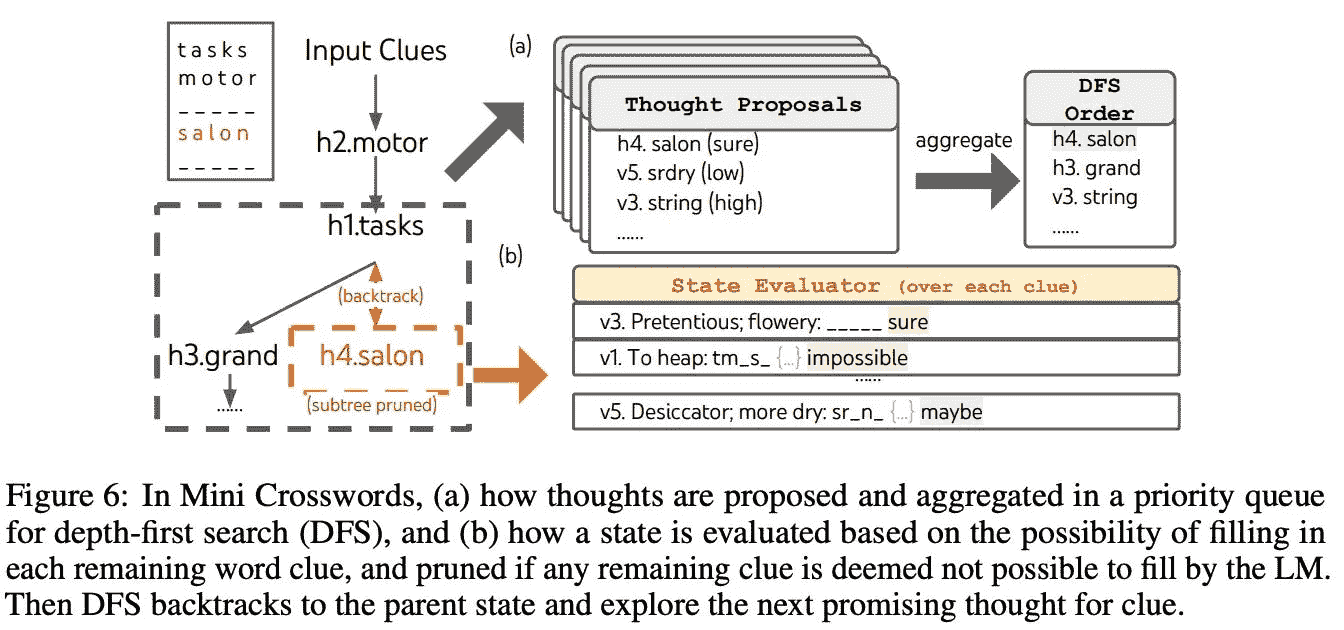 tasks
motor
_____
salon
_____
Input Clues
h2.motor
h1.tasks
(backtrack)
h3.grand
h4.salon
......
(subtree pruned)
(a)
Thought Proposals
h4. salon (sure)
v5. srdry (low)
v3. string (high)
......
aggregate
DFS
Order
h4. salon
h3. grand
v3. string
......
(b)
State Evaluator (over each clue)
v3. Pretentious; flowery: _____ sure
v1. To heap: tm_s_ {...} impossible
......
v5. Desiccator; more dry: sr_n_ {...} maybe
Figure 6: In Mini Crosswords, (a) how thoughts are proposed and aggregated in a priority queue
for depth-first search (DFS), and (b) how a state is evaluated based on the possibility of filling in
each remaining word clue, and pruned if any remaining clue is deemed not possible to fill by the LM.
Then DFS backtracks to the parent state and explore the next promising thought for clue.